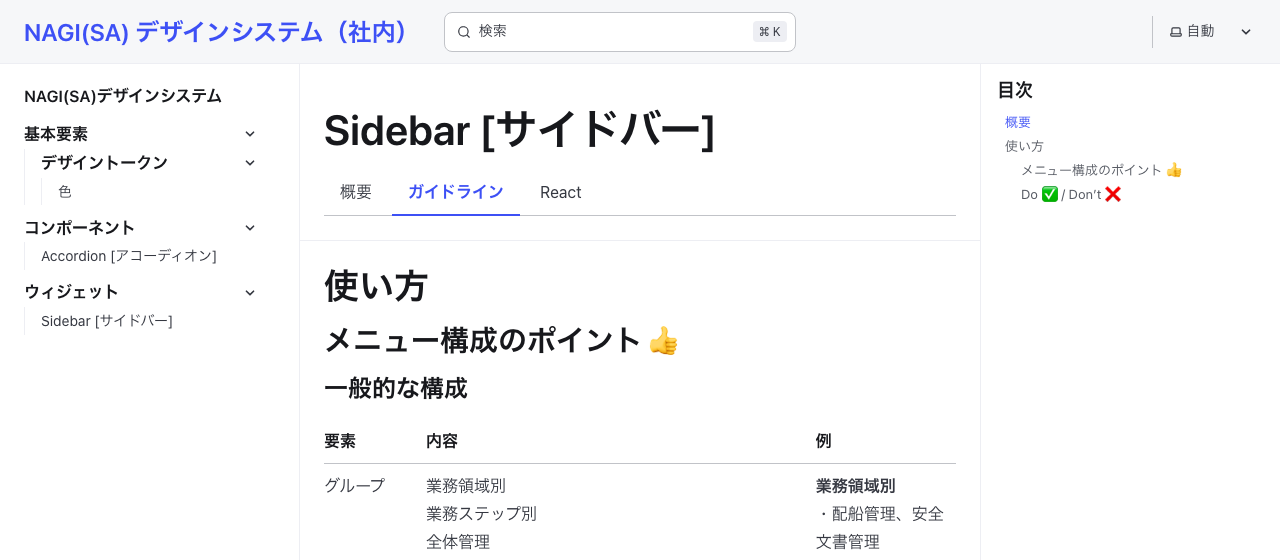 NAGI(SA) デザインシステム（社内）
検索
⌘ K
自動
NAGI(SA)デザインシステム
基本要素
デザイントークン
色
コンポーネント
Accordion [アコーディオン]
ウィジェット
Sidebar [サイドバー]
Sidebar [サイドバー]
概要 ガイドライン React
使い方
メニュー構成のポイント 👍
一般的な構成
要素 内容 例
グループ 業務領域別 業務領域別
業務ステップ別 ・配船管理、安全
全体管理 文書管理
目次
概要
使い方
メニュー構成のポイント 👍
Do ✅ / Don't ❌